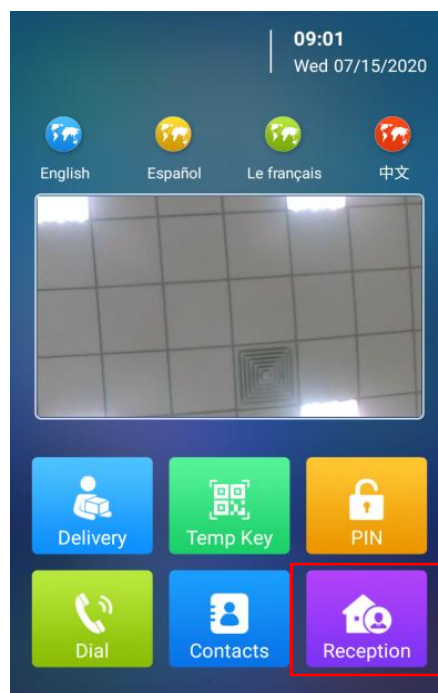 09:01
Wed 07/15/2020
English Español Le français 中文
Delivery Temp Key PIN
Dial Contacts Reception